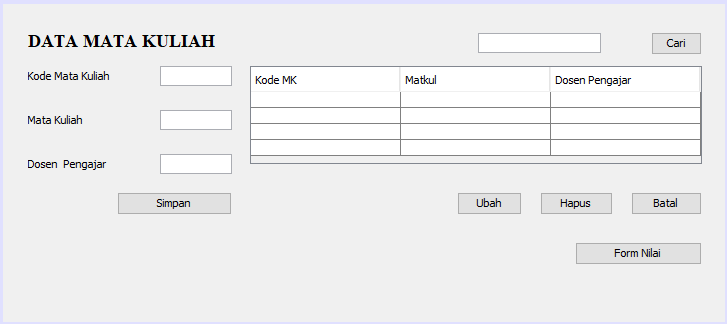 DATA MATA KULIAH
Cari
Kode Mata Kuliah
Kode MK Matkul Dosen Pengajar
Mata Kuliah
Dosen Pengajar
Simpan Ubah Hapus Batal
Form Nilai